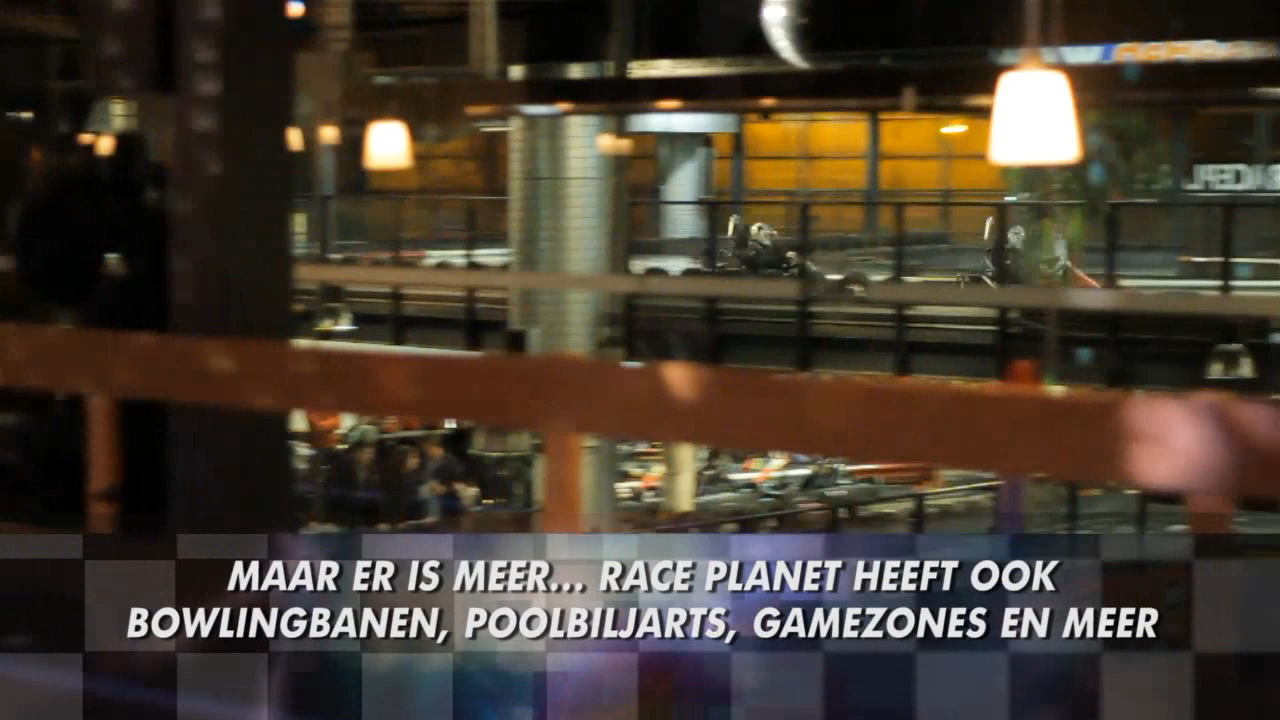 MAAR ER IS MEER... RACE PLANET HEEFT OOK
BOWLINGBANEN, POOLBILJARTS, GAMEZONES EN MEER